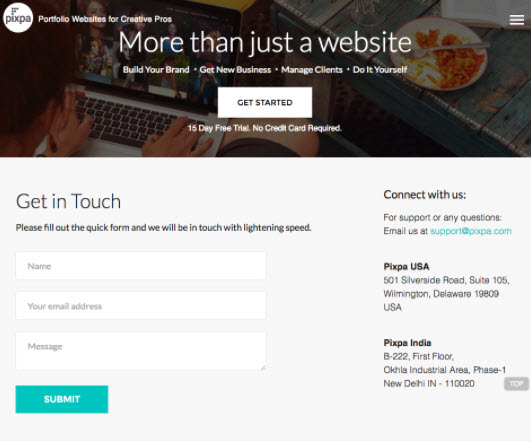 pixpa
Portfolio Websites for Creative Pros
More than just a website
Build Your Brand • Get New Business • Manage Clients • Do It Yourself
GET STARTED
15 Day Free Trial. No Credit Card Required.
Get in Touch
Please fill out the quick form and we will be in touch with lightening speed.
Name
Your email address
Message
SUBMIT
Connect with us:
For support or any questions:
Email us at support@pixpa.com
Pixpa USA
501 Silverside Road, Suite 105,
Wilmington, Delaware 19809
USA
Pixpa India
B-222, First Floor,
Okhla Industrial Area, Phase-1
New Delhi IN - 110020
TOP